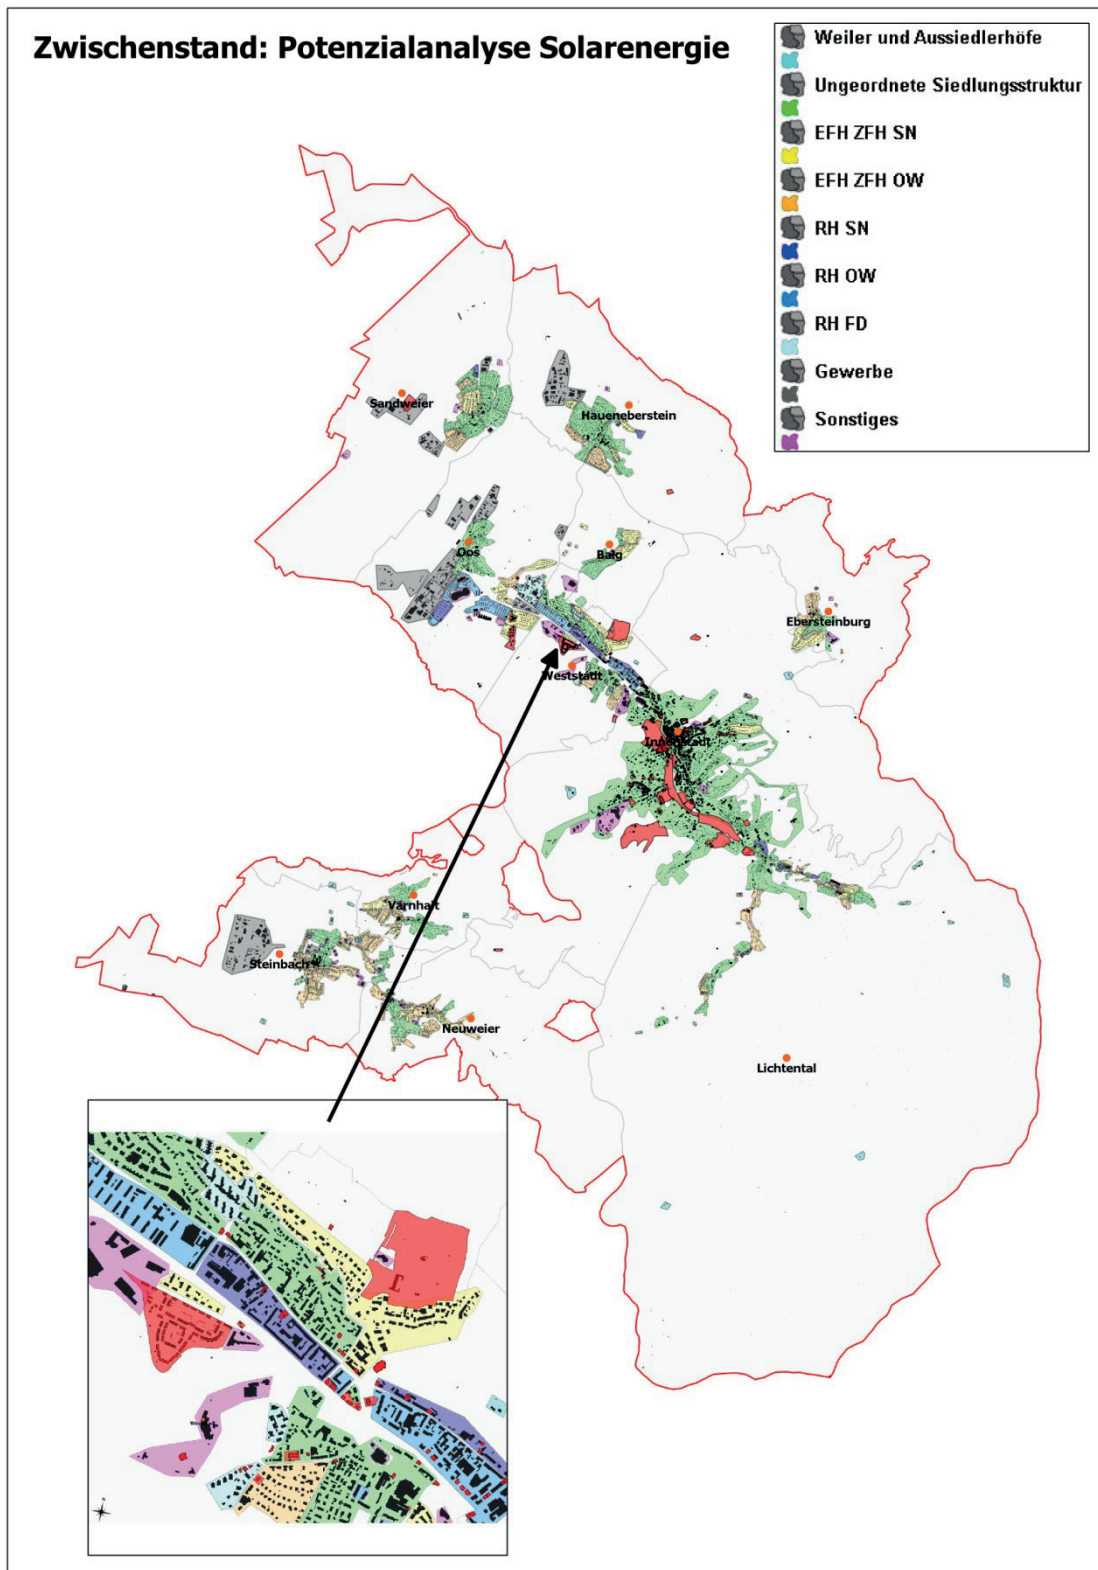 Zwischenstand: Potenzialanalyse Solarenergie
Weiler und Aussiedlerhöfe
Ungeordnete Siedlungsstruktur
EFH ZFH SN
EFH ZFH OW
RH SN
RH OW
RH FD
Gewerbe
Sonstiges
Sandweier
Haueneberstein
Oos
Balg
Ebersteinburg
Weststadt
Innenstadt
Varnhalt
Steinbach
Neuweier
Lichtental